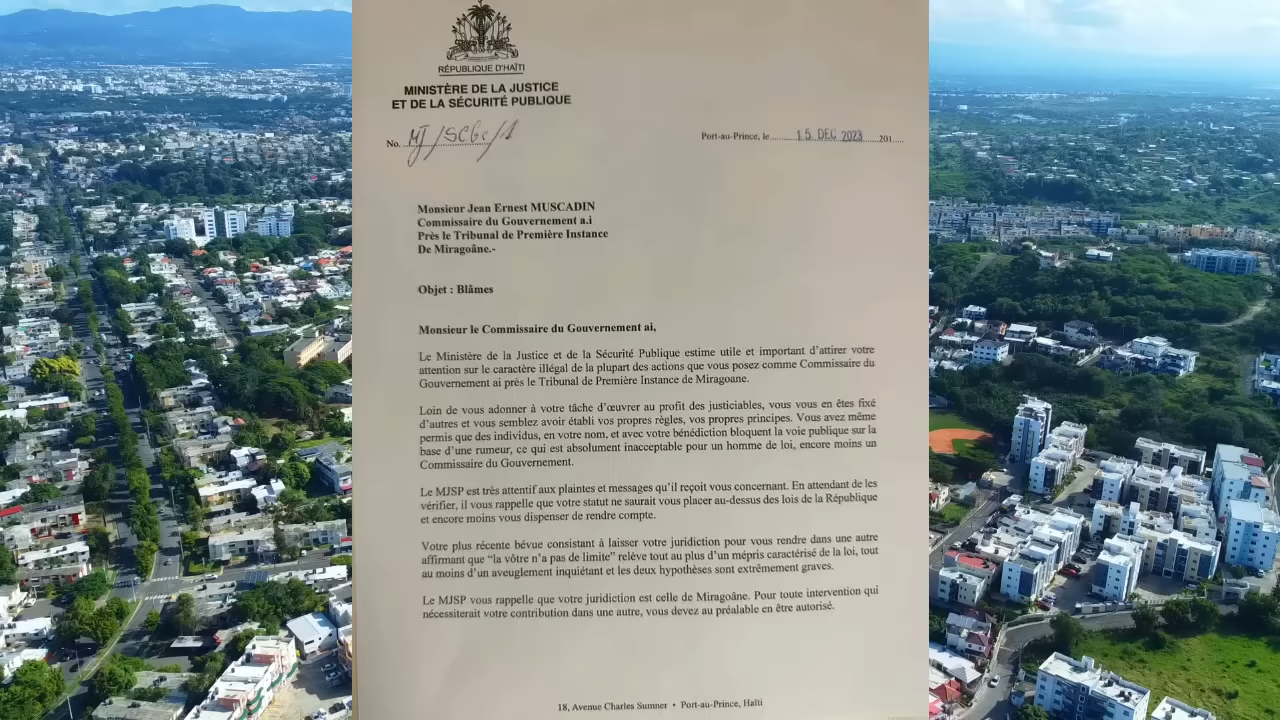 RÉPUBLIQUE D'HAÏTI
MINISTÈRE DE LA JUSTICE
ET DE LA SÉCURITÉ PUBLIQUE
No.
Port-au-Prince, le 15 DEC 2023 201
Monsieur Jean Ernest MUSCADIN
Commissaire du Gouvernement a.i
Près le Tribunal de Première Instance
De Miragoâne.-
Objet : Blâmes
Monsieur le Commissaire du Gouvernement ai,
Le Ministère de la Justice et de la Sécurité Publique estime utile et important d'attirer votre
attention sur le caractère illégal de la plupart des actions que vous posez comme Commissaire du
Gouvernement ai près le Tribunal de Première Instance de Miragoane.
Loin de vous adonner à votre tâche d'œuvrer au profit des justiciables, vous vous en êtes fixé
d'autres et vous semblez avoir établi vos propres règles, vos propres principes. Vous avez même
permis que des individus, en votre nom, et avec votre bénédiction bloquent la voie publique sur la
base d'une rumeur, ce qui est absolument inacceptable pour un homme de loi, encore moins un
Commissaire du Gouvernement.
Le MJSP est très attentif aux plaintes et messages qu'il reçoit vous concernant. En attendant de les
vérifier, il vous rappelle que votre statut ne saurait vous placer au-dessus des lois de la République
et encore moins vous dispenser de rendre compte.
Votre plus récente bévue consistant à laisser votre juridiction pour vous rendre dans une autre
affirmant que "la vôtre n'a pas de limite" relève tout au plus d'un mépris caractérisé de la loi, tout
au moins d'un aveuglement inquiétant et les deux hypothèses sont extrêmement graves.
Le MJSP vous rappelle que votre juridiction est celle de Miragoâne. Pour toute intervention qui
nécessiterait votre contribution dans une autre, vous devez au préalable en être autorisé.
18, Avenue Charles Sumner • Port-au-Prince, Haïti